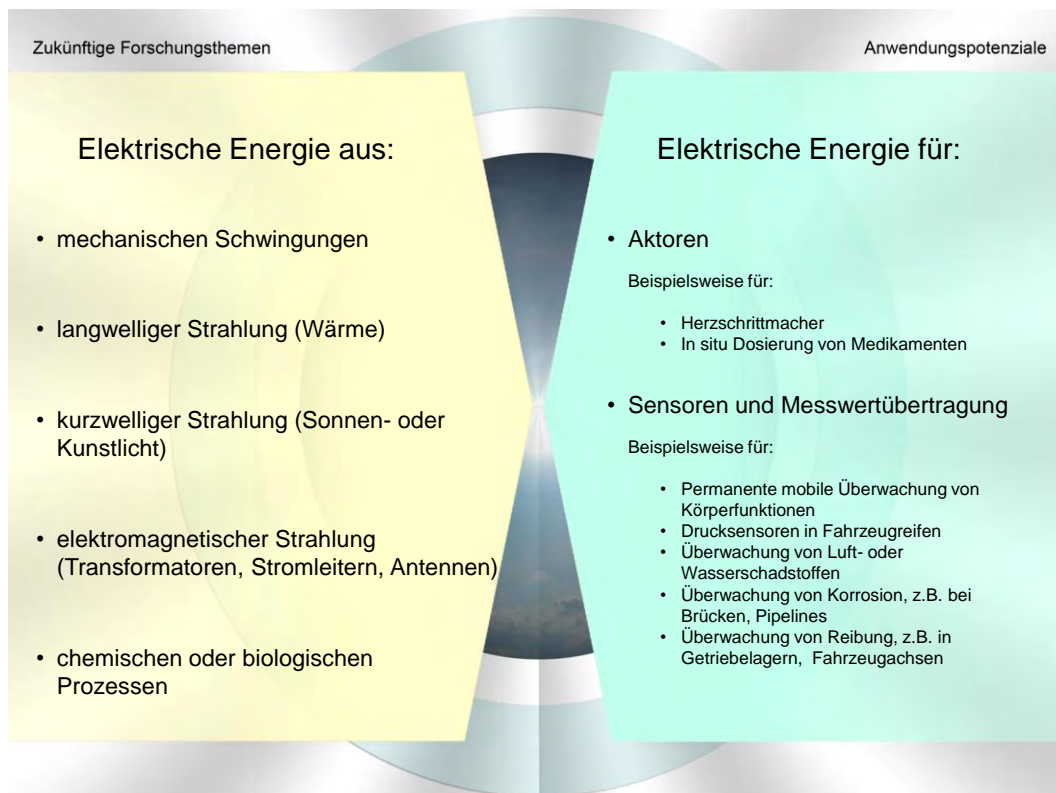 Zukünftige Forschungsthemen
Anwendungspotenziale
Elektrische Energie aus:
• mechanischen Schwingungen
• langwelliger Strahlung (Wärme)
• kurzwelliger Strahlung (Sonnen- oder
Kunstlicht)
• elektromagnetischer Strahlung
(Transformatoren, Stromleitern, Antennen)
• chemischen oder biologischen
Prozessen
Elektrische Energie für:
• Aktoren
Beispielsweise für:
• Herzschrittmacher
• In situ Dosierung von Medikamenten
• Sensoren und Messwertübertragung
Beispielsweise für:
• Permanente mobile Überwachung von
Körperfunktionen
• Drucksensoren in Fahrzeugreifen
• Überwachung von Luft- oder
Wasserschadstoffen
• Überwachung von Korrosion, z.B. bei
Brücken, Pipelines
• Überwachung von Reibung, z.B. in
Getriebelagern, Fahrzeugachsen